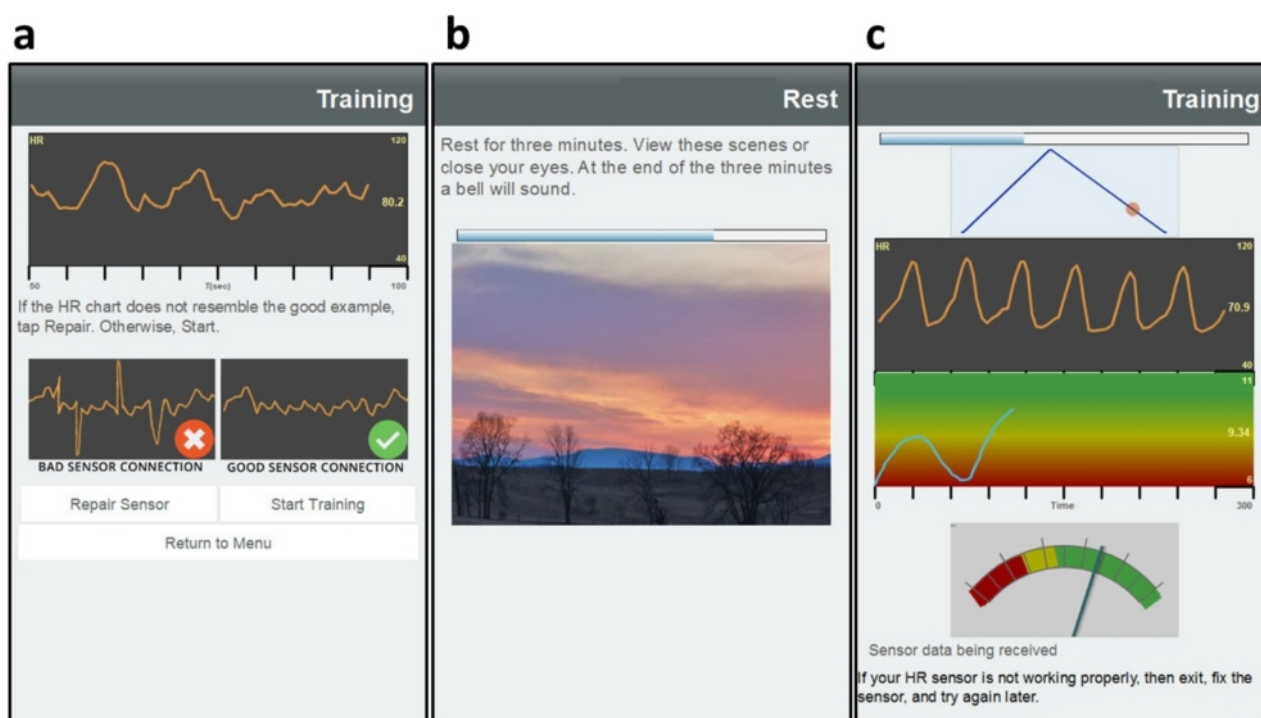 a
Training
HR
120
80.2
40
50
T(sec)
100
If the HR chart does not resemble the good example,
tap Repair. Otherwise, Start.
BAD SENSOR CONNECTION
GOOD SENSOR CONNECTION
Repair Sensor
Start Training
Return to Menu
b
Rest
Rest for three minutes. View these scenes or
close your eyes. At the end of the three minutes
a bell will sound.
c
Training
HR
120
70.9
40
11
9.34
6
0
Time
300
Sensor data being received
If your HR sensor is not working properly, then exit, fix the
sensor, and try again later.